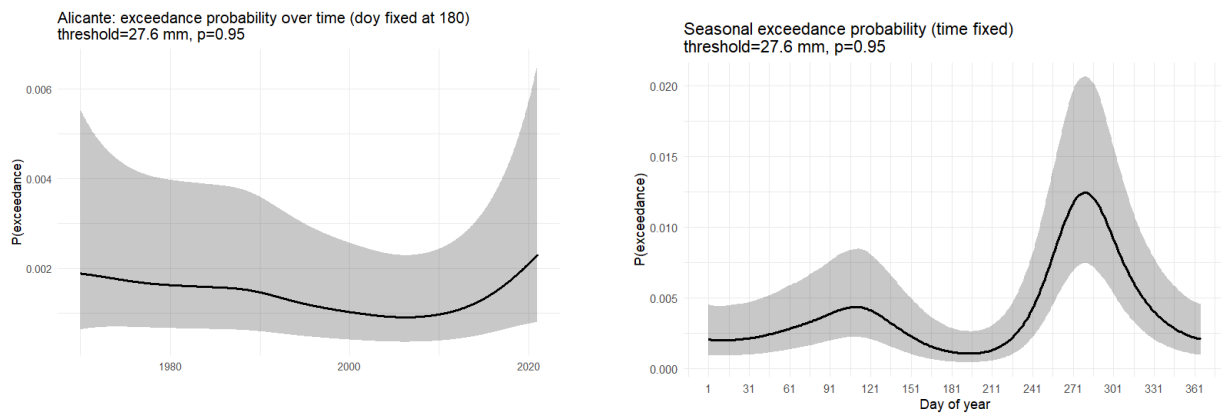 Alicante: exceedance probability over time (doy fixed at 180)
threshold=27.6 mm, p=0.95
P(exceedance)
0.006
0.004
0.002
1980
2000
2020
Seasonal exceedance probability (time fixed)
threshold=27.6 mm, p=0.95
P(exceedance)
0.020
0.015
0.010
0.005
0.000
1 31 61 91 121 151 181 211 241 271 301 331 361
Day of year